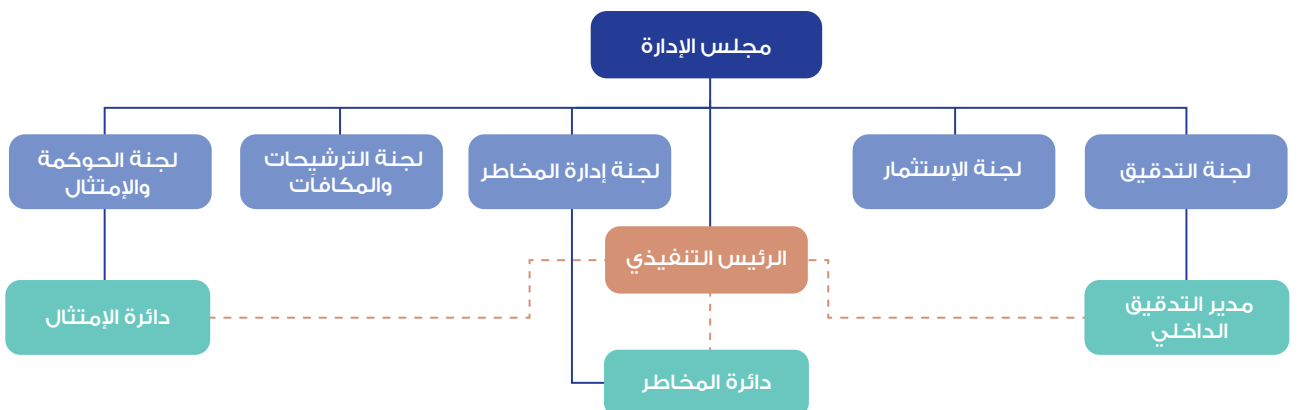 مجلس الإدارة
لجنة التدقيق
لجنة الإستثمار
لجنة إدارة المخاطر
لجنة الترشيحات
والمكافآت
لجنة الحوكمة
والإمتثال
الرئيس التنفيذي
مدير التدقيق
الداخلي
دائرة الإمتثال
دائرة المخاطر